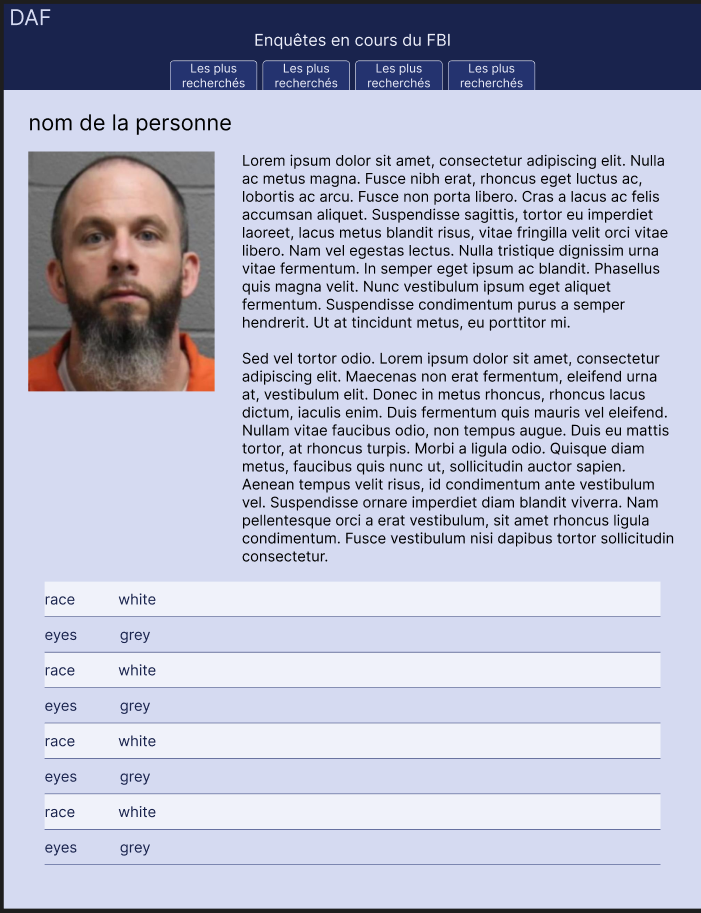 DAF
Enquêtes en cours du FBI
Les plus
recherchés
Les plus
recherchés
Les plus
recherchés
Les plus
recherchés
nom de la personne
Lorem ipsum dolor sit amet, consectetur adipiscing elit. Nulla
ac metus magna. Fusce nibh erat, rhoncus eget luctus ac,
lobortis ac arcu. Fusce non porta libero. Cras a lacus ac felis
accumsan aliquet. Suspendisse sagittis, tortor eu imperdiet
laoreet, lacus metus blandit risus, vitae fringilla velit orci vitae
libero. Nam vel egestas lectus. Nulla tristique dignissim urna
vitae fermentum. In semper eget ipsum ac blandit. Phasellus
quis magna velit. Nunc vestibulum ipsum eget aliquet
fermentum. Suspendisse condimentum purus a semper
hendrerit. Ut at tincidunt metus, eu porttitor mi.
Sed vel tortor odio. Lorem ipsum dolor sit amet, consectetur
adipiscing elit. Maecenas non erat fermentum, eleifend urna
at, vestibulum elit. Donec in metus rhoncus, rhoncus lacus
dictum, iaculis enim. Duis fermentum quis mauris vel eleifend.
Nullam vitae faucibus odio, non tempus augue. Duis eu mattis
tortor, at rhoncus turpis. Morbi a ligula odio. Quisque diam
metus, faucibus quis nunc ut, sollicitudin auctor sapien.
Aenean tempus velit risus, id condimentum ante vestibulum
vel. Suspendisse ornare imperdiet diam blandit viverra. Nam
pellentesque orci a erat vestibulum, sit amet rhoncus ligula
condimentum. Fusce vestibulum nisi dapibus tortor sollicitudin
consectetur.
race white
eyes grey
race white
eyes grey
race white
eyes grey
race white
eyes grey